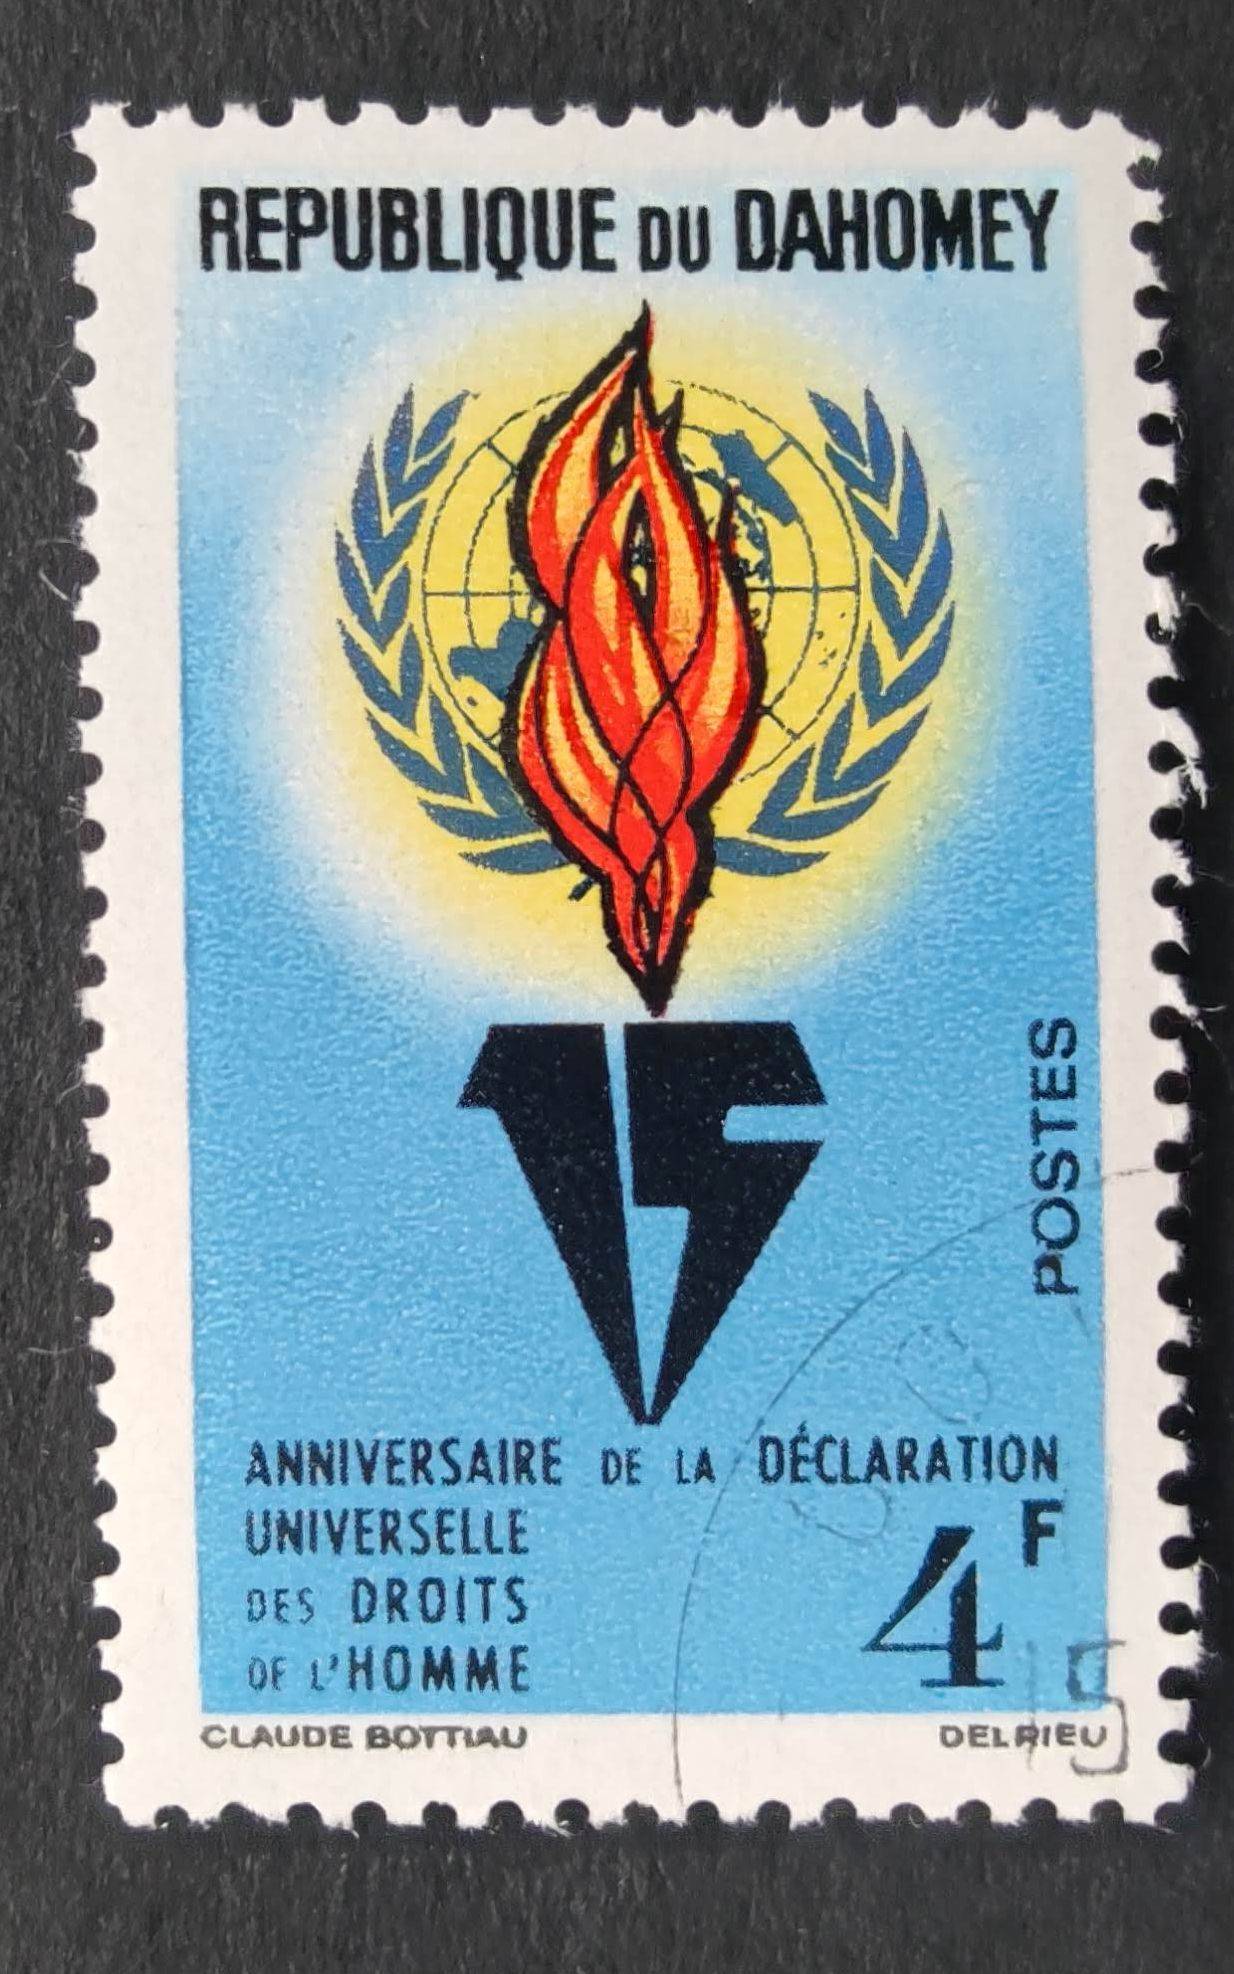 REPUBLIQUE DU DAHOMEY
15
POSTES
ANNIVERSAIRE DE LA DÉCLARATION
UNIVERSELLE
DES DROITS
DE L'HOMME
4F
CLAUDE BOTTIAU
DELRIEU